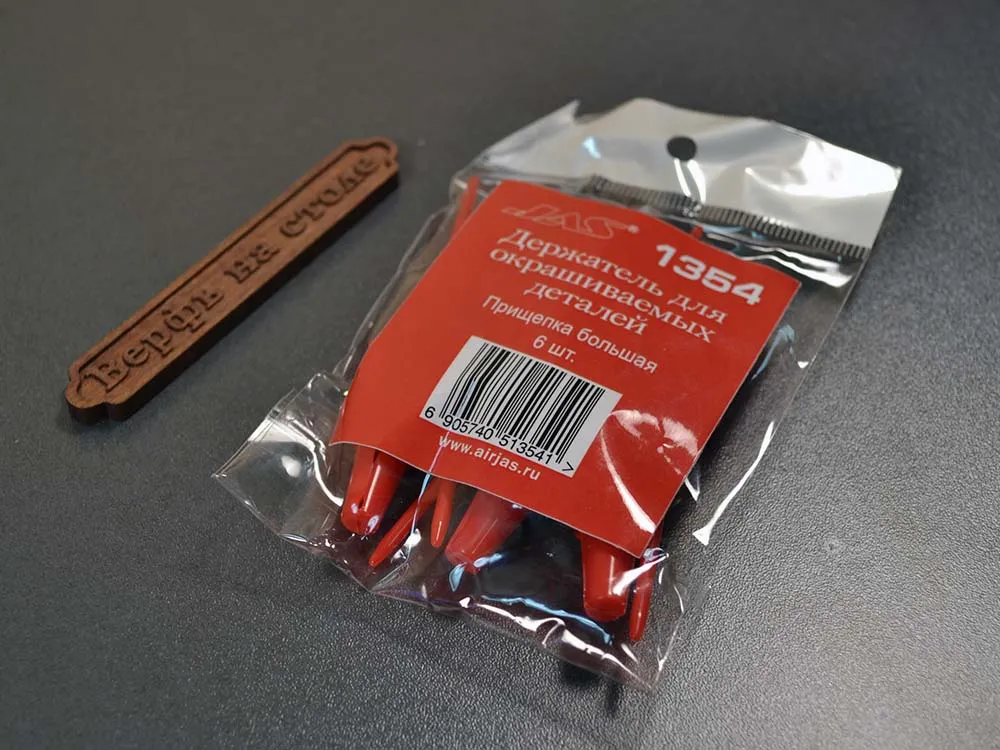 Верфь на столе
JAS®
1354
Держатель для
окрашиваемых
деталей
Прищепка большая
6 шт.
6 905740 513541 >
www.airjas.ru